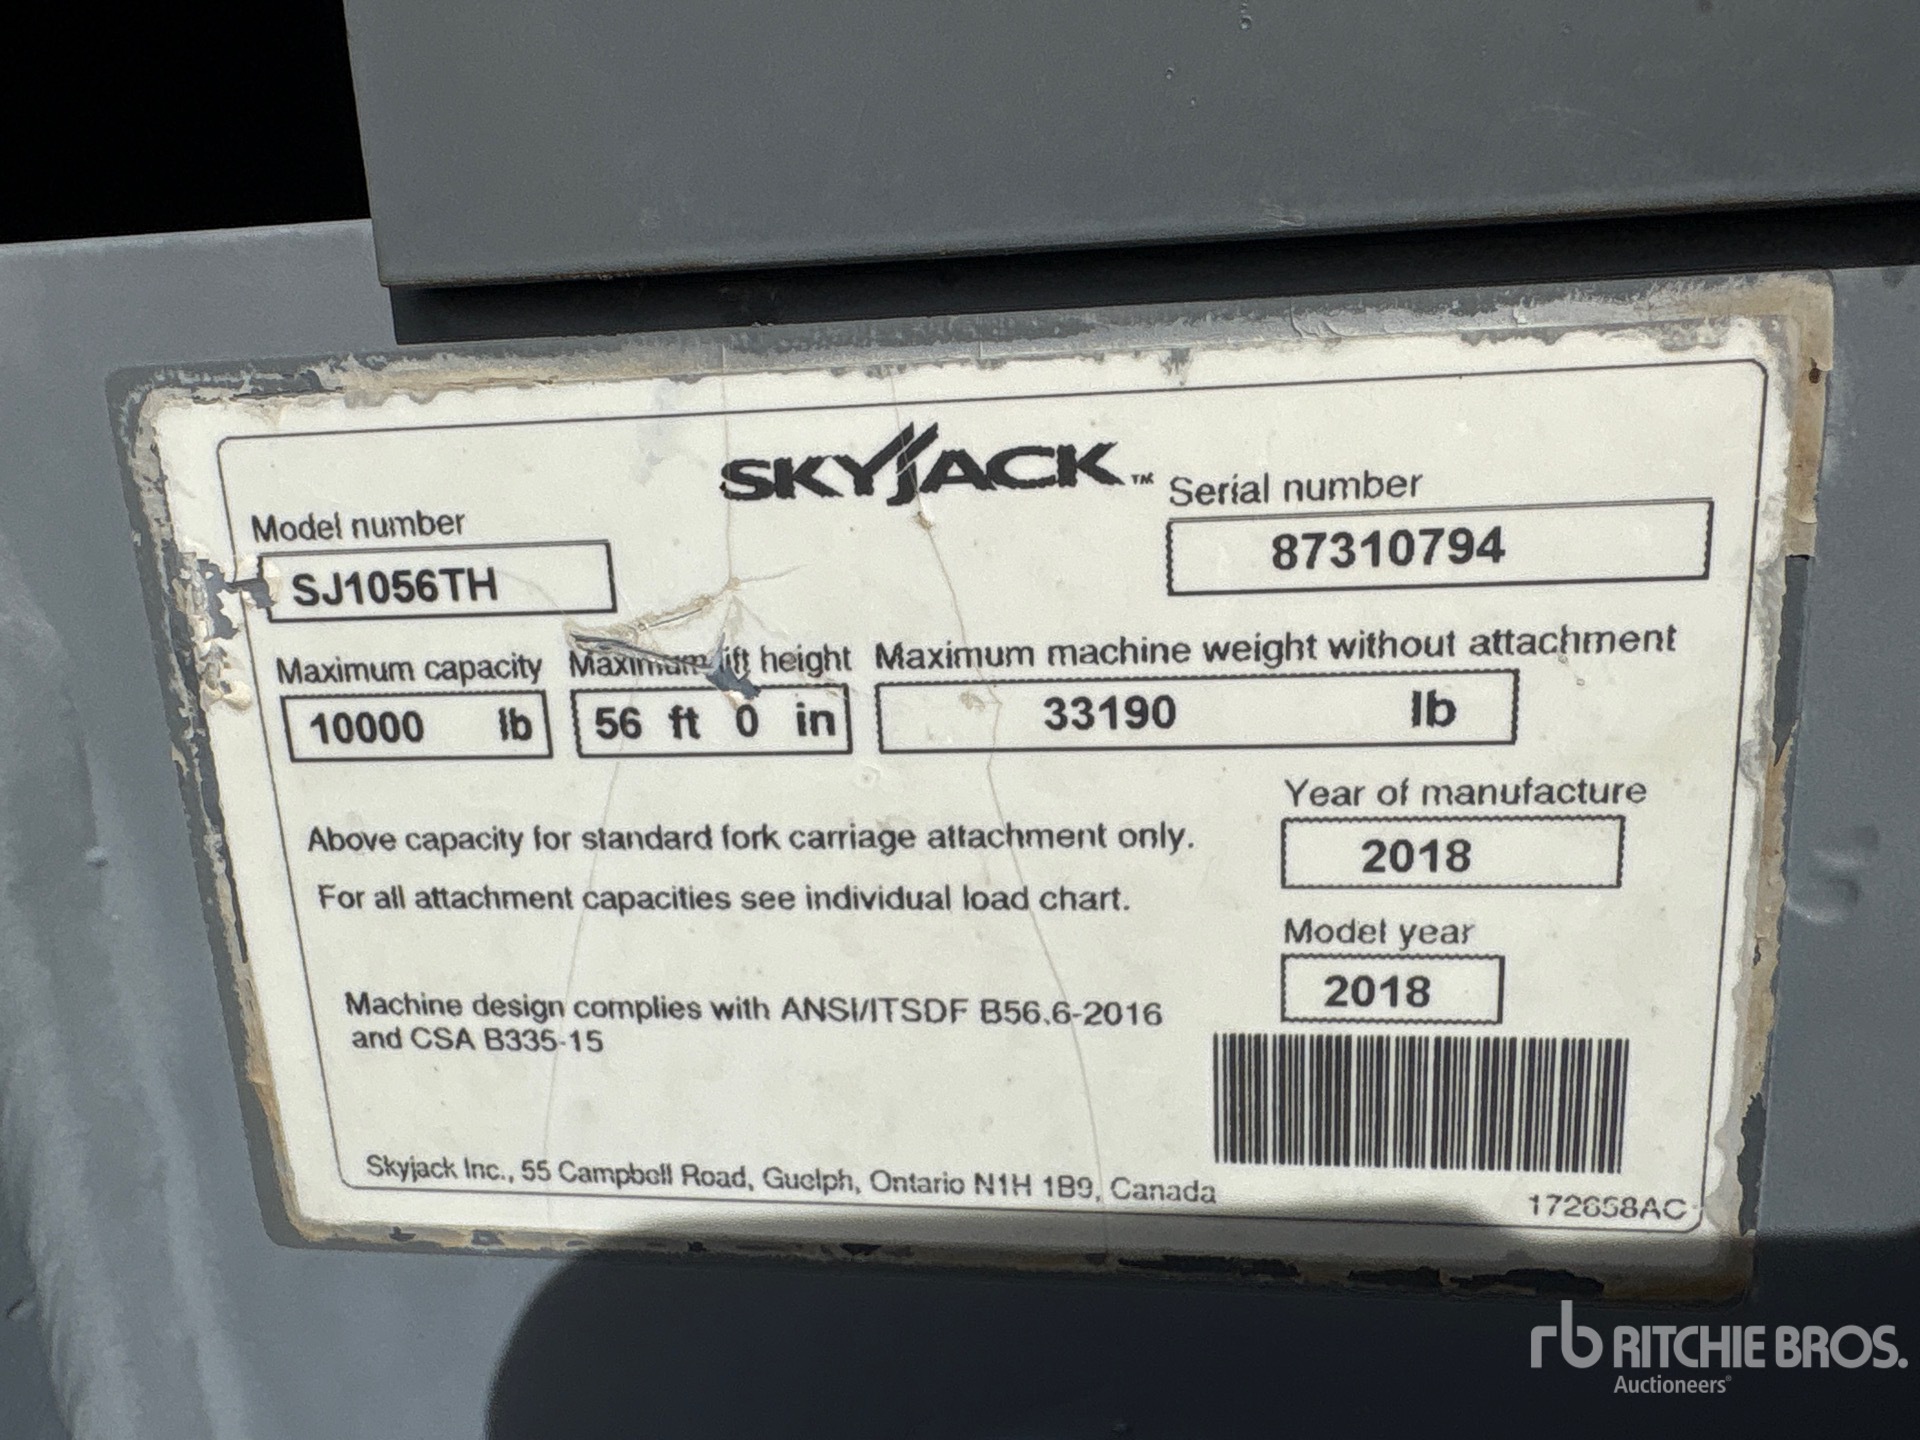 SKYJACK™
Serial number
87310794
Model number
SJ1056TH
Maximum capacity
10000 lb
Maximum lift height
56 ft 0 in
Maximum machine weight without attachment
33190 lb
Year of manufacture
2018
Above capacity for standard fork carriage attachment only.
For all attachment capacities see individual load chart.
Model year
2018
Machine design complies with ANSI/ITSDF B56.6-2016
and CSA B335-15
Skyjack Inc., 55 Campbell Road, Guelph, Ontario N1H 1B9, Canada
172658AC
rb RITCHIE BROS.
Auctioneers®